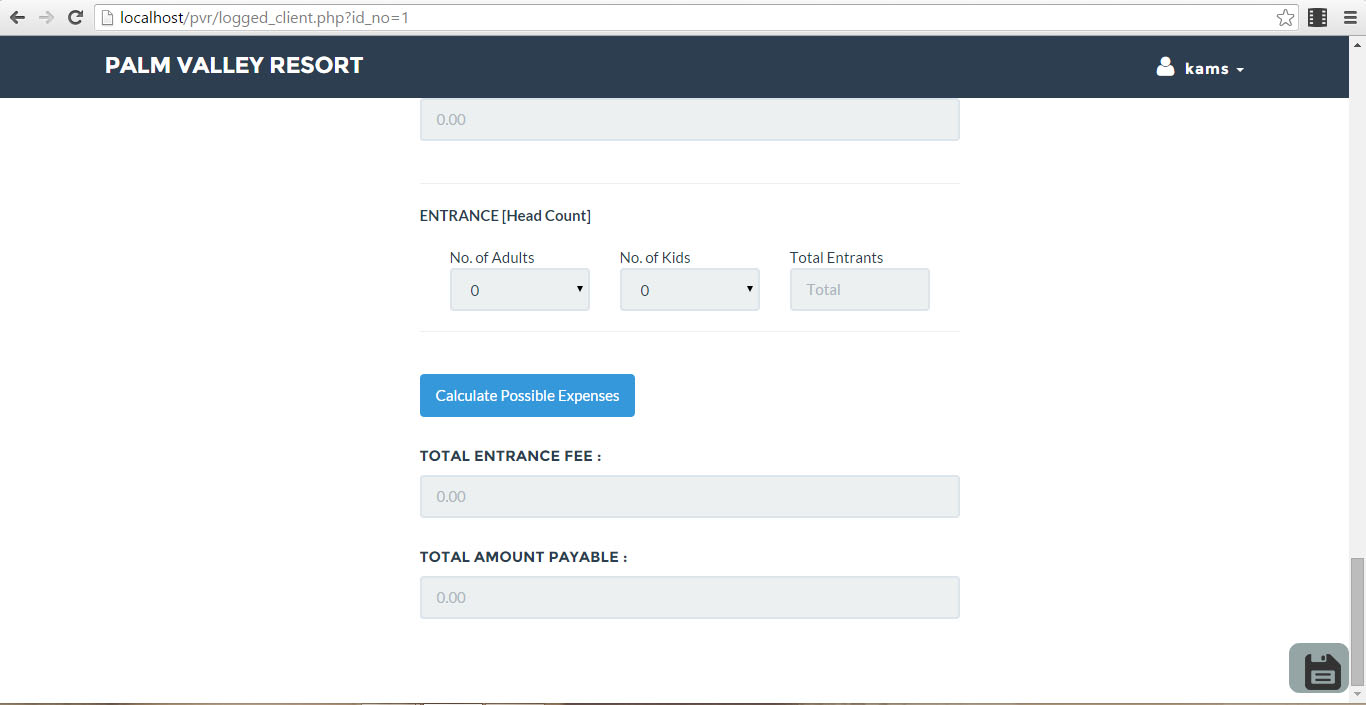 localhost/pvr/logged_client.php?id_no=1
PALM VALLEY RESORT
kams
0.00
ENTRANCE [Head Count]
No. of Adults No. of Kids Total Entrants
0 0 Total
Calculate Possible Expenses
TOTAL ENTRANCE FEE :
0.00
TOTAL AMOUNT PAYABLE :
0.00